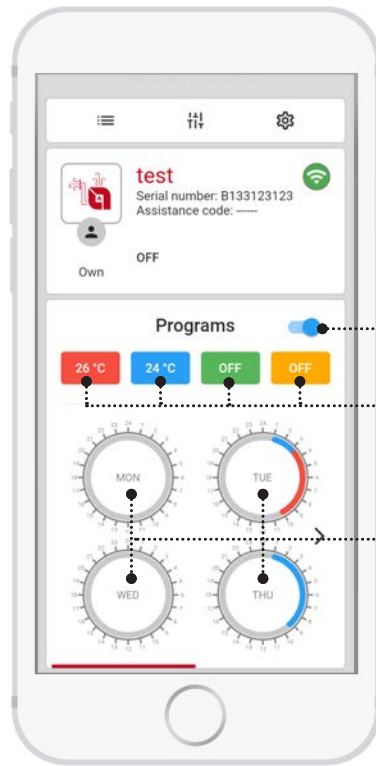 test
Serial number: B133123123
Assistance code: ------
OFF
Own
Programs
26 °C 24 °C OFF OFF
MON TUE
WED THU